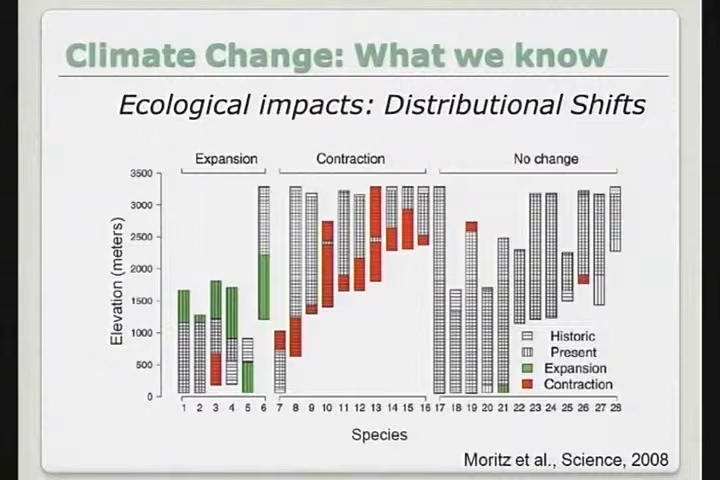 Climate Change: What we know
Ecological impacts: Distributional Shifts
Expansion Contraction No change
3500
3000
2500
2000
1500
1000
500
0
Elevation (meters)
Historic
Present
Expansion
Contraction
1 2 3 4 5 6 7 8 9 10 11 12 13 14 15 16 17 18 19 20 21 22 23 24 25 26 27 28
Species
Moritz et al., Science, 2008